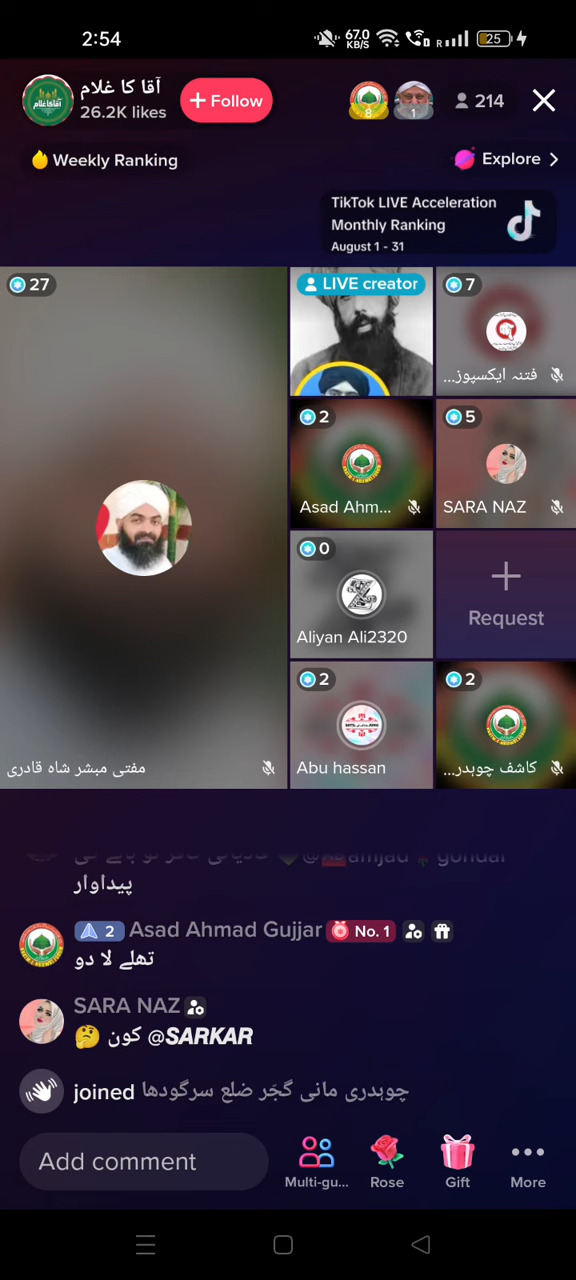 2:54
67.0
KB/S
R
25
آقا کا غلام
26.2K likes
+ Follow
8
1
214
Weekly Ranking
Explore
TikTok LIVE Acceleration
Monthly Ranking
August 1 - 31
27
LIVE creator
7
فتنہ ایکسپوز...
2
Asad Ahm...
5
SARA NAZ
0
Aliyan Ali2320
Request
مفتی مبشر شاہ قادری
2
Abu hassan
2
کاشف چوہدر...
پیداوار
2 Asad Ahmad Gujjar No. 1
تھلے لا دو
SARA NAZ
کون @SARKAR
joined چوہدری مانی گجَر ضلع سرگودھا
Add comment
Multi-gu...
Rose
Gift
More